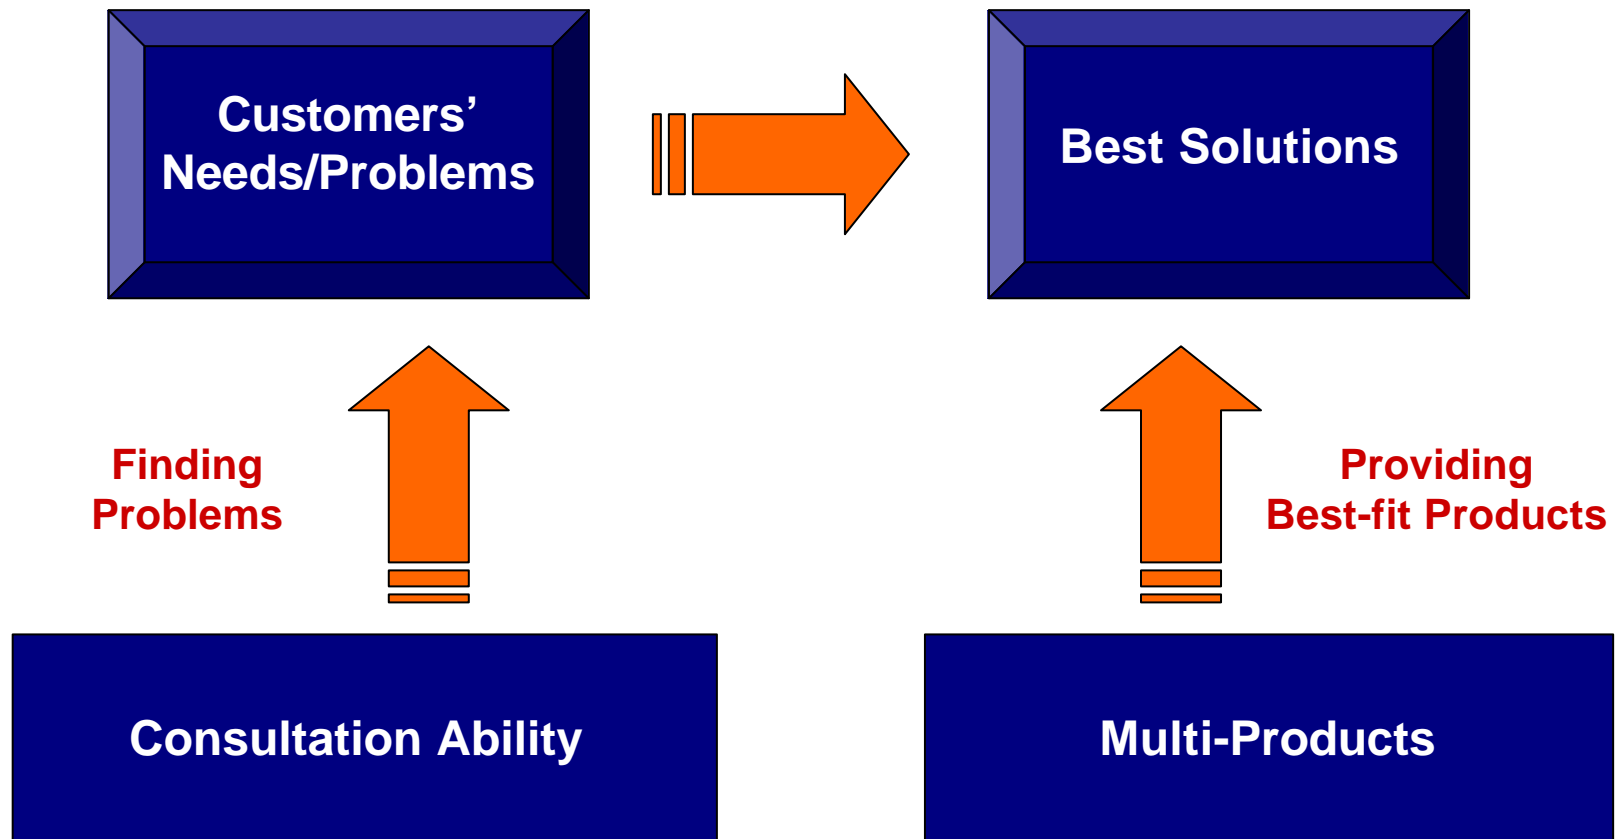 Customers’
Needs/Problems
Best Solutions
Finding
Problems
Providing
Best-fit Products
Consultation Ability
Multi-Products